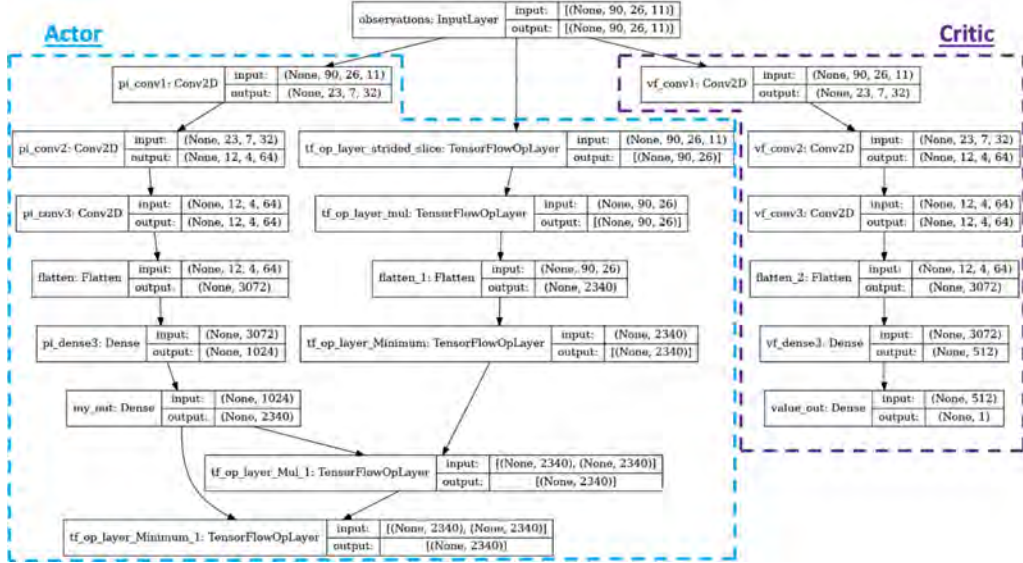 Actor
Critic
observations: InputLayer
input: [(None, 90, 26, 11)]
output: [(None, 90, 26, 11)]
pi_conv1: Conv2D
input: (None, 90, 26, 11)
output: (None, 23, 7, 32)
vf_conv1: Conv2D
input: (None, 90, 26, 11)
output: (None, 23, 7, 32)
pi_conv2: Conv2D
input: (None, 23, 7, 32)
output: (None, 12, 4, 64)
tf_op_layer_strided_slice: TensorFlowOpLayer
input: (None, 90, 26, 11)
output: [(None, 90, 26)]
vf_conv2: Conv2D
input: (None, 23, 7, 32)
output: (None, 12, 4, 64)
pi_conv3: Conv2D
input: (None, 12, 4, 64)
output: (None, 12, 4, 64)
tf_op_layer_mul: TensorFlowOpLayer
input: (None, 90, 26)
output: [(None, 90, 26)]
vf_conv3: Conv2D
input: (None, 12, 4, 64)
output: (None, 12, 4, 64)
flatten: Flatten
input: (None, 12, 4, 64)
output: (None, 3072)
flatten_1: Flatten
input: (None, 90, 26)
output: (None, 2340)
flatten_2: Flatten
input: (None, 12, 4, 64)
output: (None, 3072)
pi_dense3: Dense
input: (None, 3072)
output: (None, 1024)
tf_op_layer_Minimum: TensorFlowOpLayer
input: (None, 2340)
output: [(None, 2340)]
vf_dense3: Dense
input: (None, 3072)
output: (None, 512)
my_out: Dense
input: (None, 1024)
output: (None, 2340)
value_out: Dense
input: (None, 512)
output: (None, 1)
tf_op_layer_Mul_1: TensorFlowOpLayer
input: [(None, 2340), (None, 2340)]
output: [(None, 2340)]
tf_op_layer_Minimum_1: TensorFlowOpLayer
input: [(None, 2340), (None, 2340)]
output: [(None, 2340)]